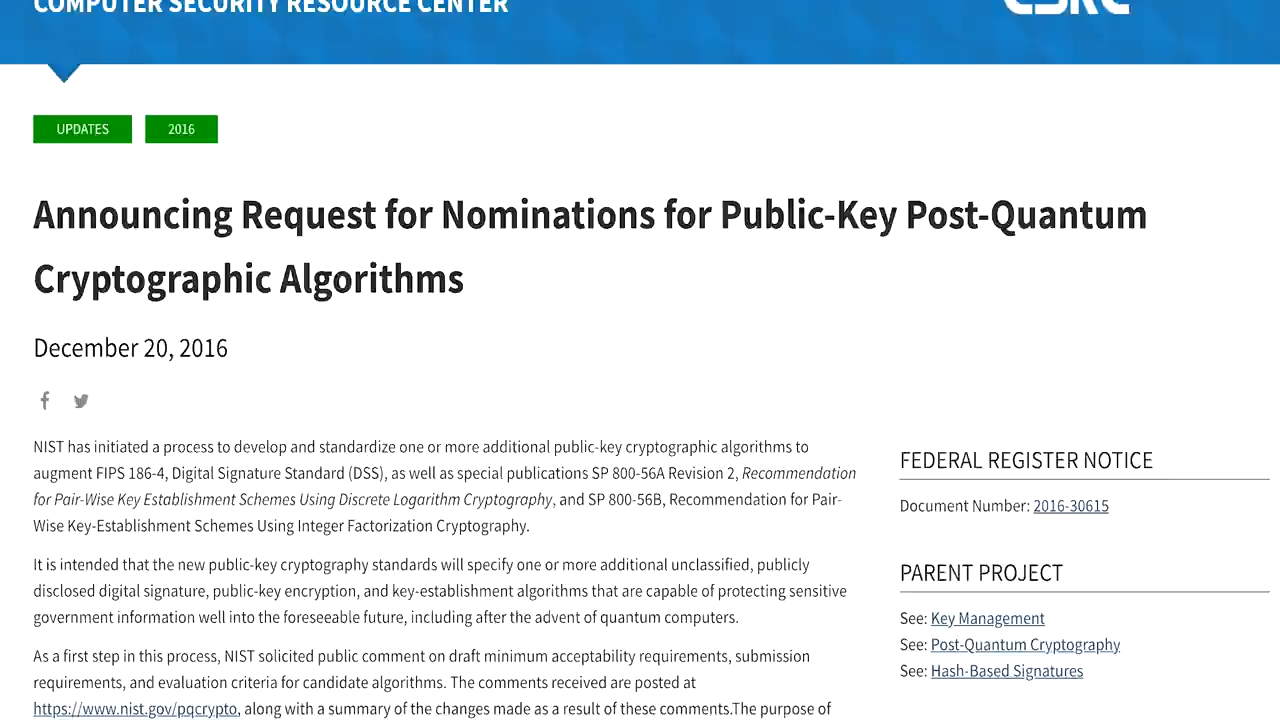 COMPUTER SECURITY RESOURCE CENTER
CSRC
UPDATES
2016
Announcing Request for Nominations for Public-Key Post-Quantum
Cryptographic Algorithms
December 20, 2016
NIST has initiated a process to develop and standardize one or more additional public-key cryptographic algorithms to
augment FIPS 186-4, Digital Signature Standard (DSS), as well as special publications SP 800-56A Revision 2, Recommendation
for Pair-Wise Key Establishment Schemes Using Discrete Logarithm Cryptography, and SP 800-56B, Recommendation for Pair-
Wise Key-Establishment Schemes Using Integer Factorization Cryptography.
It is intended that the new public-key cryptography standards will specify one or more additional unclassified, publicly
disclosed digital signature, public-key encryption, and key-establishment algorithms that are capable of protecting sensitive
government information well into the foreseeable future, including after the advent of quantum computers.
As a first step in this process, NIST solicited public comment on draft minimum acceptability requirements, submission
requirements, and evaluation criteria for candidate algorithms. The comments received are posted at
https://www.nist.gov/pqcrypto, along with a summary of the changes made as a result of these comments.The purpose of
FEDERAL REGISTER NOTICE
Document Number: 2016-30615
PARENT PROJECT
See: Key Management
See: Post-Quantum Cryptography
See: Hash-Based Signatures